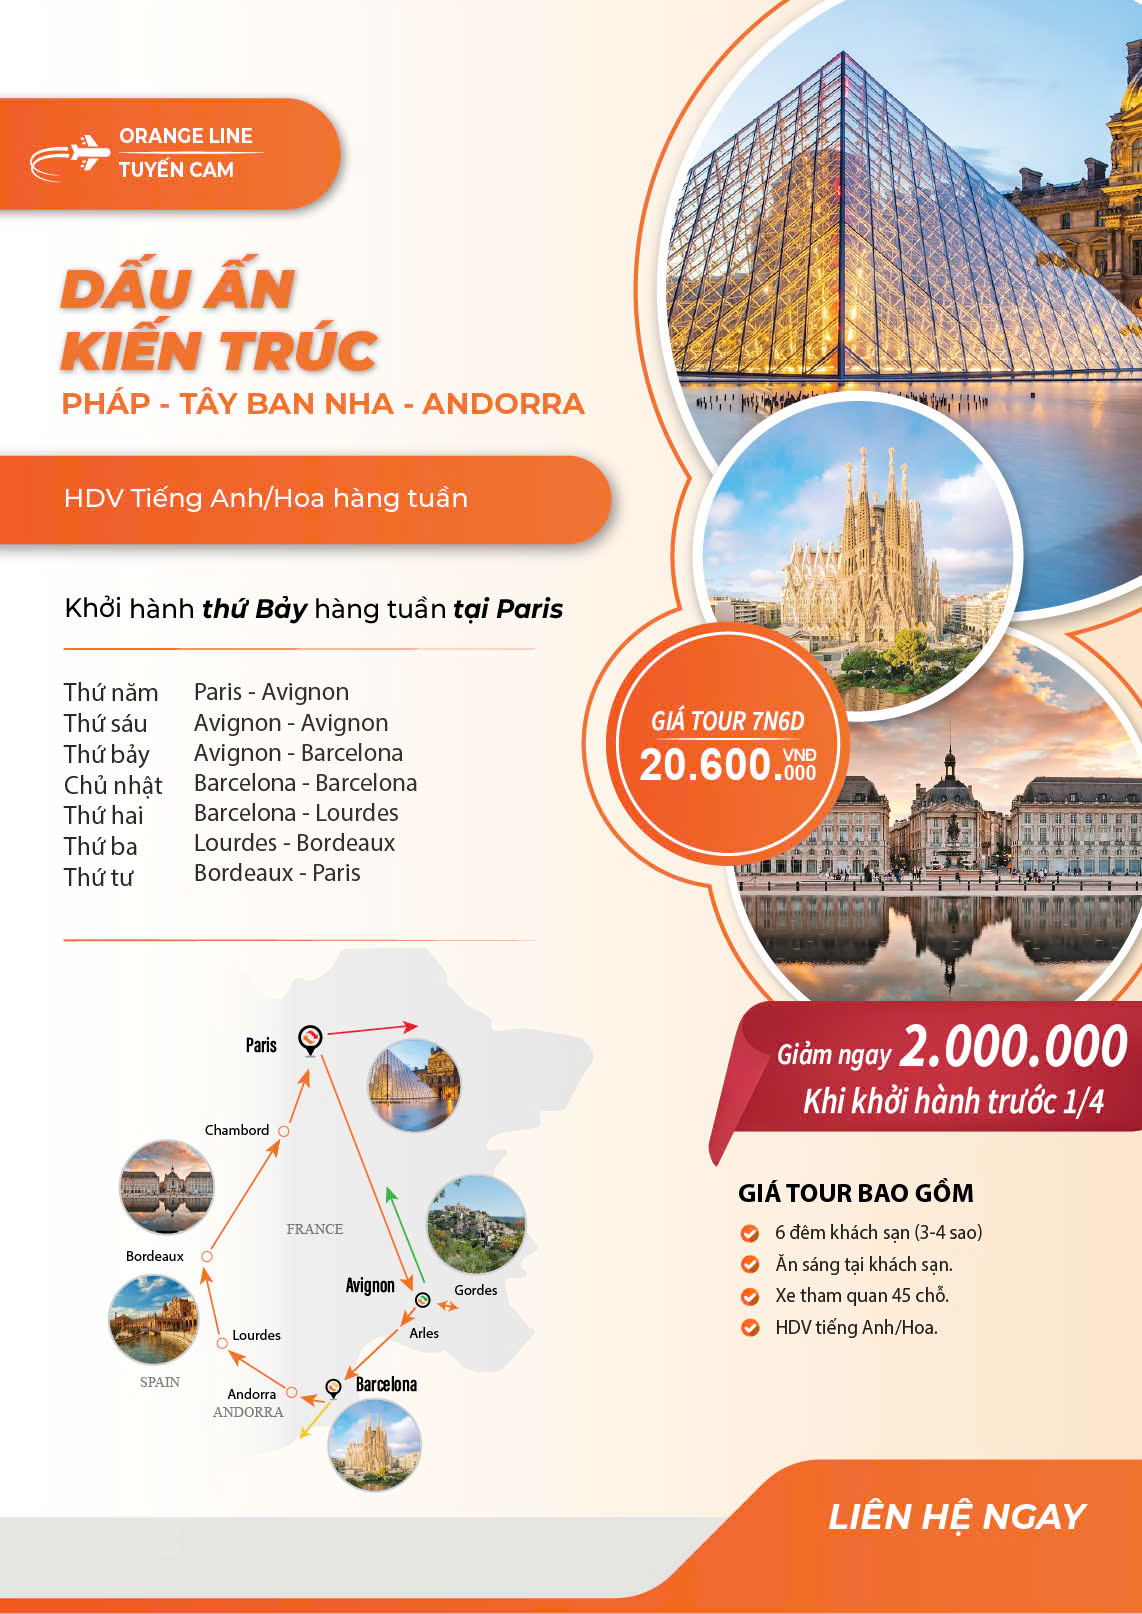 ORANGE LINE
TUYẾN CAM
DẤU ẤN
KIẾN TRÚC
PHÁP - TÂY BAN NHA - ANDORRA
HDV Tiếng Anh/Hoa hàng tuần
Khởi hành thứ Bảy hàng tuần tại Paris
Thứ năm Paris - Avignon
Thứ sáu Avignon - Avignon
Thứ bảy Avignon - Barcelona
Chủ nhật Barcelona - Barcelona
Thứ hai Barcelona - Lourdes
Thứ ba Lourdes - Bordeaux
Thứ tư Bordeaux - Paris
GIÁ TOUR 7N6D
20.600.000 VNĐ
Giảm ngay 2.000.000
Khi khởi hành trước 1/4
GIÁ TOUR BAO GỒM
6 đêm khách sạn (3-4 sao)
Ăn sáng tại khách sạn.
Xe tham quan 45 chỗ.
HDV tiếng Anh/Hoa.
Paris
Chambord
FRANCE
Bordeaux
Avignon
Gordes
Lourdes
Arles
SPAIN
Andorra
Barcelona
ANDORRA
LIÊN HỆ NGAY